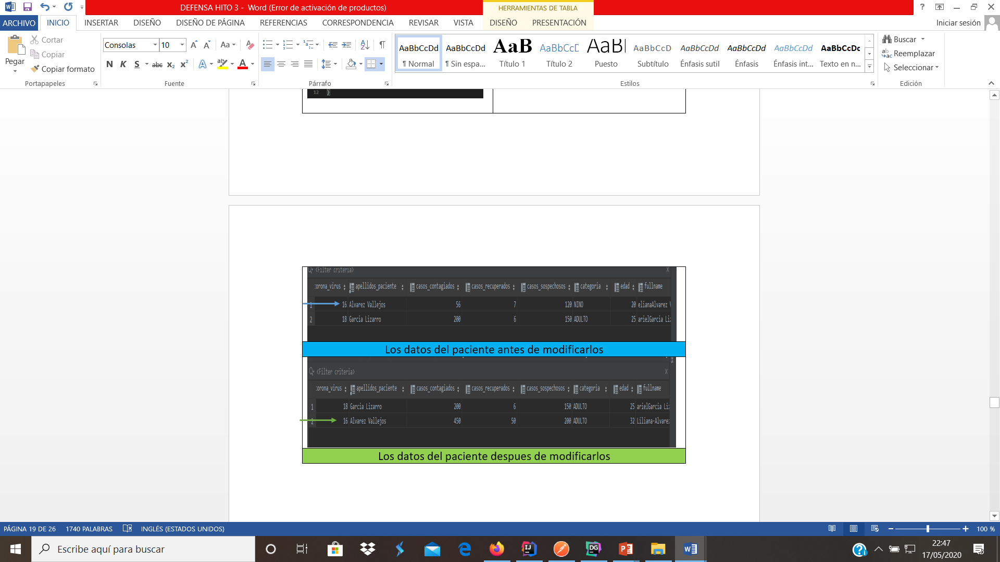 DEFENSA HITO 3 - Word (Error de activación de productos)
HERRAMIENTAS DE TABLA
ARCHIVO INICIO INSERTAR DISEÑO DISEÑO DE PÁGINA REFERENCIAS CORRESPONDENCIA REVISAR VISTA DISEÑO PRESENTACIÓN Iniciar sesión
Pegar
Cortar
Copiar
Copiar formato
Portapapeles
Consolas 10
N K S abc x₂ x² A ab A
Fuente
Párrafo
AaBbCcDd AaBbCcDd AaB AaBbCcD AaB AaBbCcD AaBbCcDd AaBbCcDd AaBbCcDd AaBbCcDc
¶ Normal ¶ Sin espa... Título 1 Título 2 Puesto Subtítulo Énfasis sutil Énfasis Énfasis int... Texto en n...
Estilos
Buscar
Reemplazar
Seleccionar
Edición
12 }
<Filter criteria>
corona_virus apellidos_paciente casos_contagiados casos_recuperados casos_sospechosos categoria edad fullname
1 16 Alvarez Vallejos 56 7 120 NINO 20 elianaAlvarez V
2 18 Garcia Lizarro 200 6 150 ADULTO 25 arielGarcia Li
Los datos del paciente antes de modificarlos
<Filter criteria>
corona_virus apellidos_paciente casos_contagiados casos_recuperados casos_sospechosos categoria edad fullname
1 18 Garcia Lizarro 200 6 150 ADULTO 25 arielGarcia Li
2 16 Alvarez Vallejos 450 50 200 ADULTO 32 Liliana-Alvarez
Los datos del paciente despues de modificarlos
PÁGINA 19 DE 26 1740 PALABRAS INGLÉS (ESTADOS UNIDOS) 100 %
Escribe aquí para buscar
22:47
17/05/2020